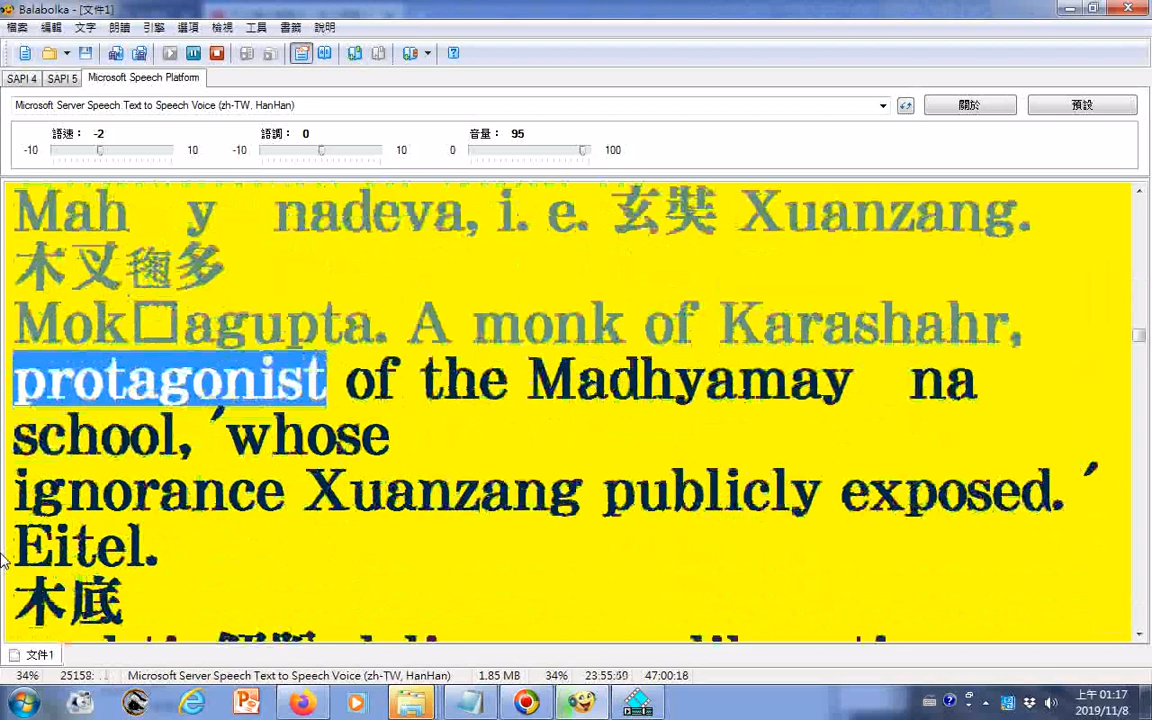 Balabolka - [文件1]
檔案 編輯 文字 朗讀 引擎 選項 檢視 工具 書籤 說明
SAPI 4 SAPI 5 Microsoft Speech Platform
Microsoft Server Speech Text to Speech Voice (zh-TW, HanHan) 關於 預設
語速： -2 語調： 0 音量： 95
-10 10 -10 10 0 100
Mah y nadeva, i. e. 玄奘 Xuanzang.
木叉毱多
Mok□agupta. A monk of Karashahr,
protagonist of the Madhyamay na
school, ′whose
ignorance Xuanzang publicly exposed. ′
Eitel.
木底
文件1
34% 25158: Microsoft Server Speech Text to Speech Voice (zh-TW, HanHan) 1.85 MB 34% 23:55:50 47:00:18
上午 01:17
2019/11/8